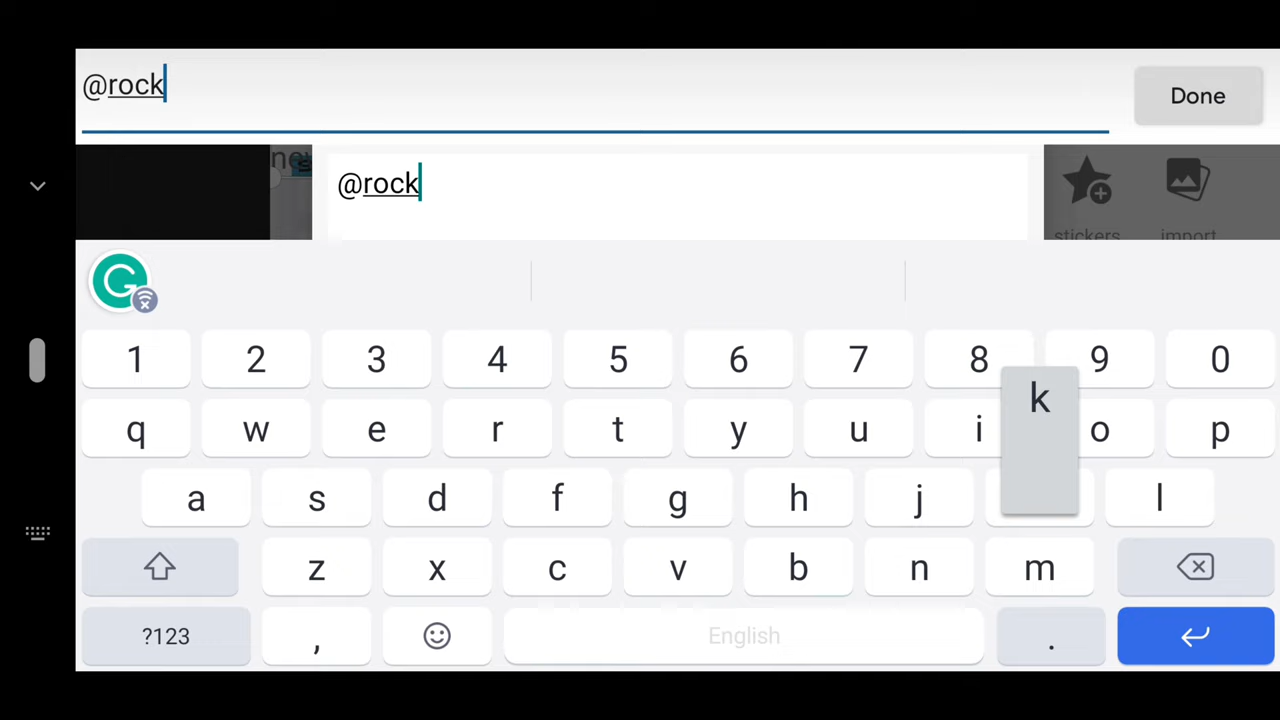 @rock
Done
@rock
stickers
import
1 2 3 4 5 6 7 8 9 0
k
q w e r t y u i o p
a s d f g h j l
z x c v b n m
?123 , English .